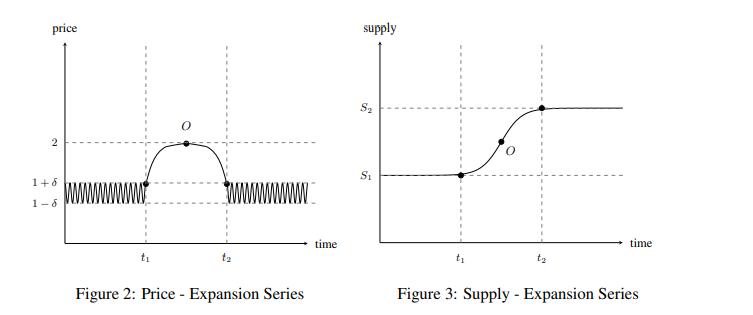 price
O
2
1 + δ
1 − δ
t₁
t₂
time
Figure 2: Price - Expansion Series
supply
S₂
O
S₁
t₁
t₂
time
Figure 3: Supply - Expansion Series